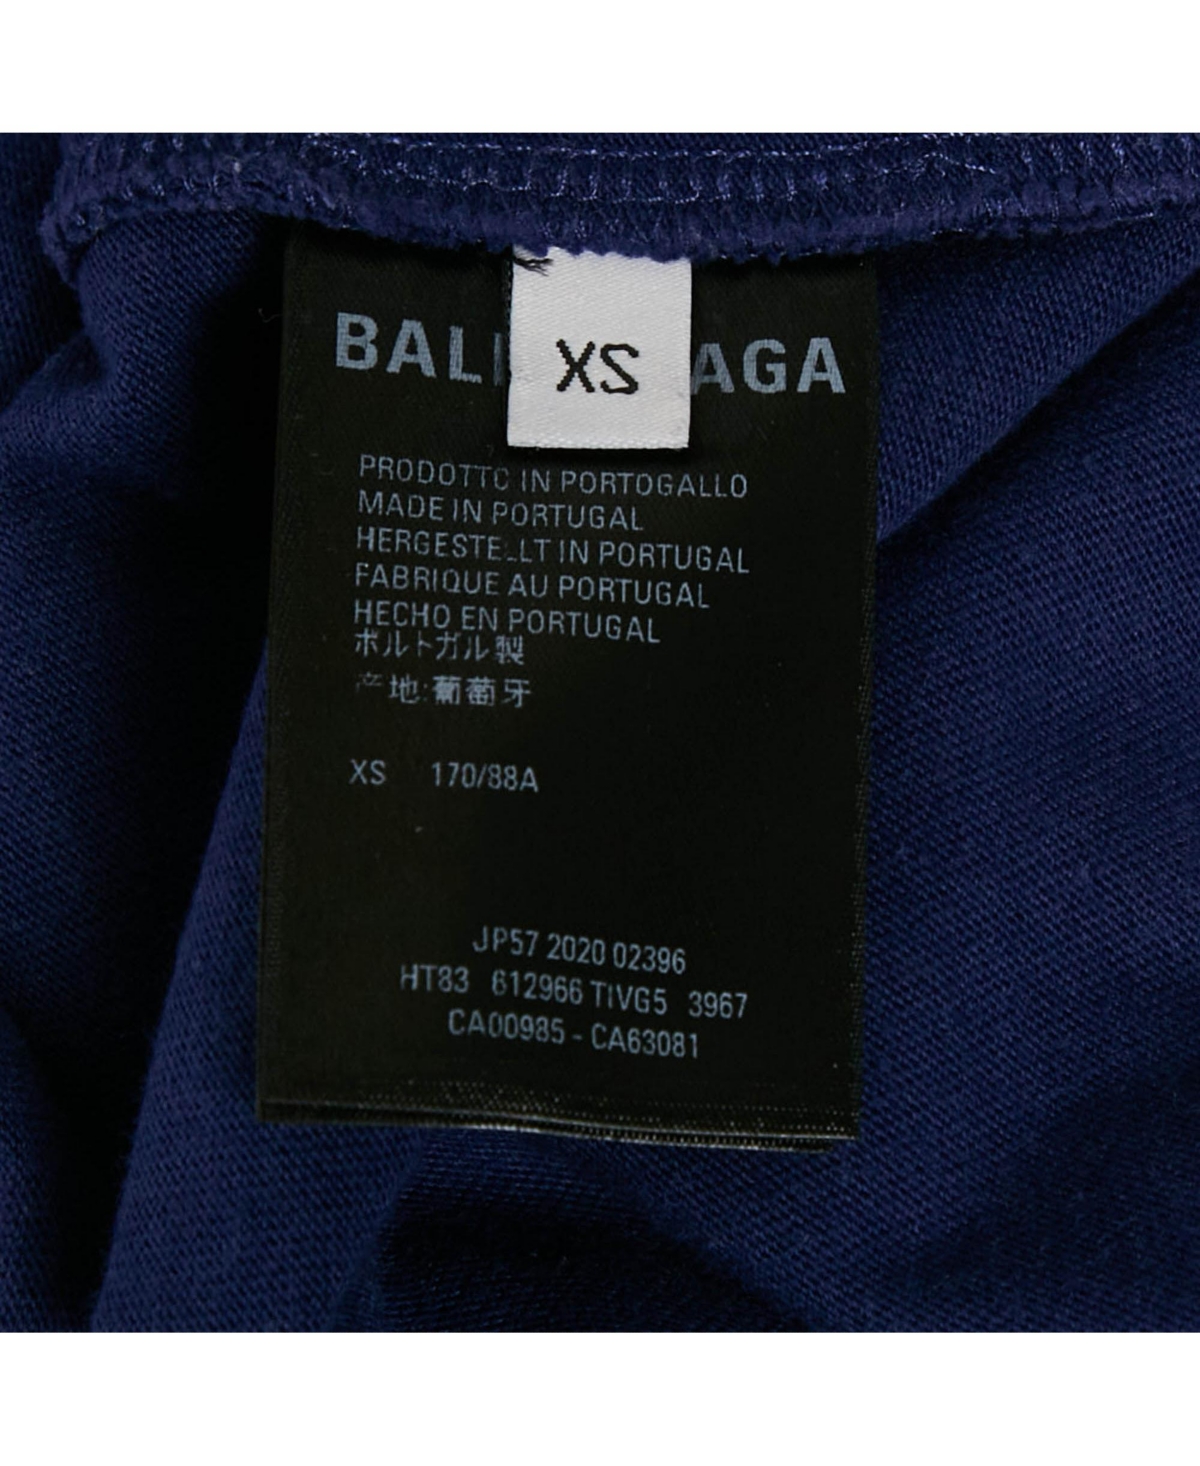 BAL AGA
XS
PRODOTTO IN PORTOGALLO
MADE IN PORTUGAL
HERGESTELLT IN PORTUGAL
FABRIQUE AU PORTUGAL
HECHO EN PORTUGAL
ポルトガル製
产地:葡萄牙
XS 170/88A
JP57 2020 02396
HT83 612966 TIVG5 3967
CA00985 - CA63081